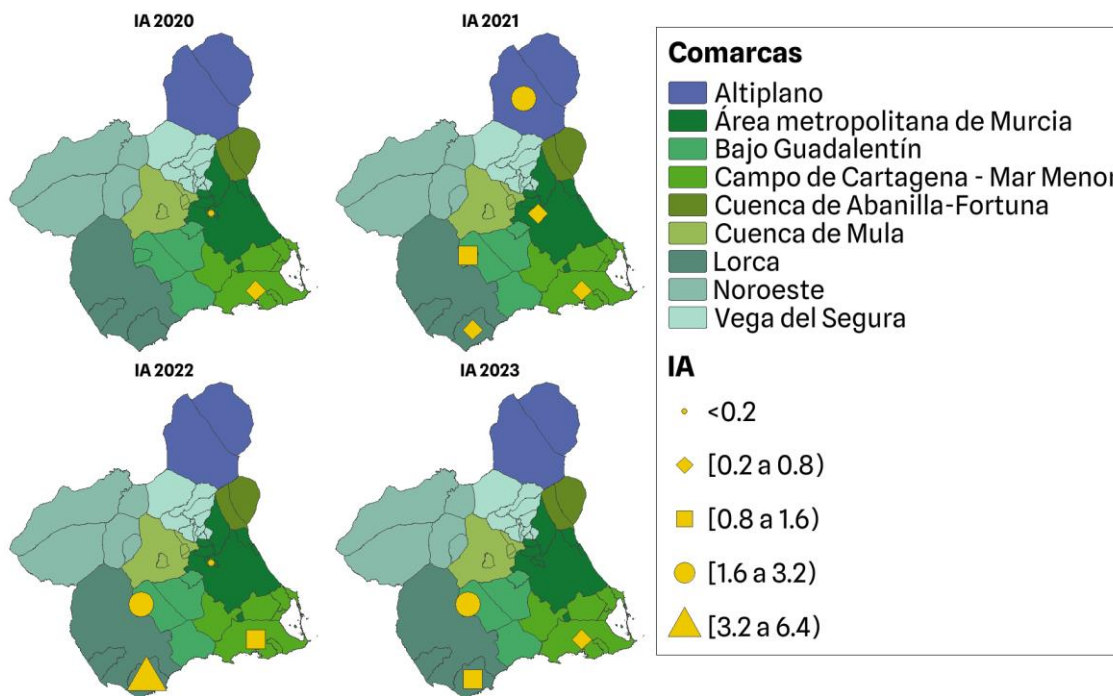 IA 2020
IA 2021
IA 2022
IA 2023
Comarcas
Altiplano
Área metropolitana de Murcia
Bajo Guadalentín
Campo de Cartagena - Mar Menor
Cuenca de Abanilla-Fortuna
Cuenca de Mula
Lorca
Noroeste
Vega del Segura
IA
<0.2
[0.2 a 0.8)
[0.8 a 1.6)
[1.6 a 3.2)
[3.2 a 6.4)